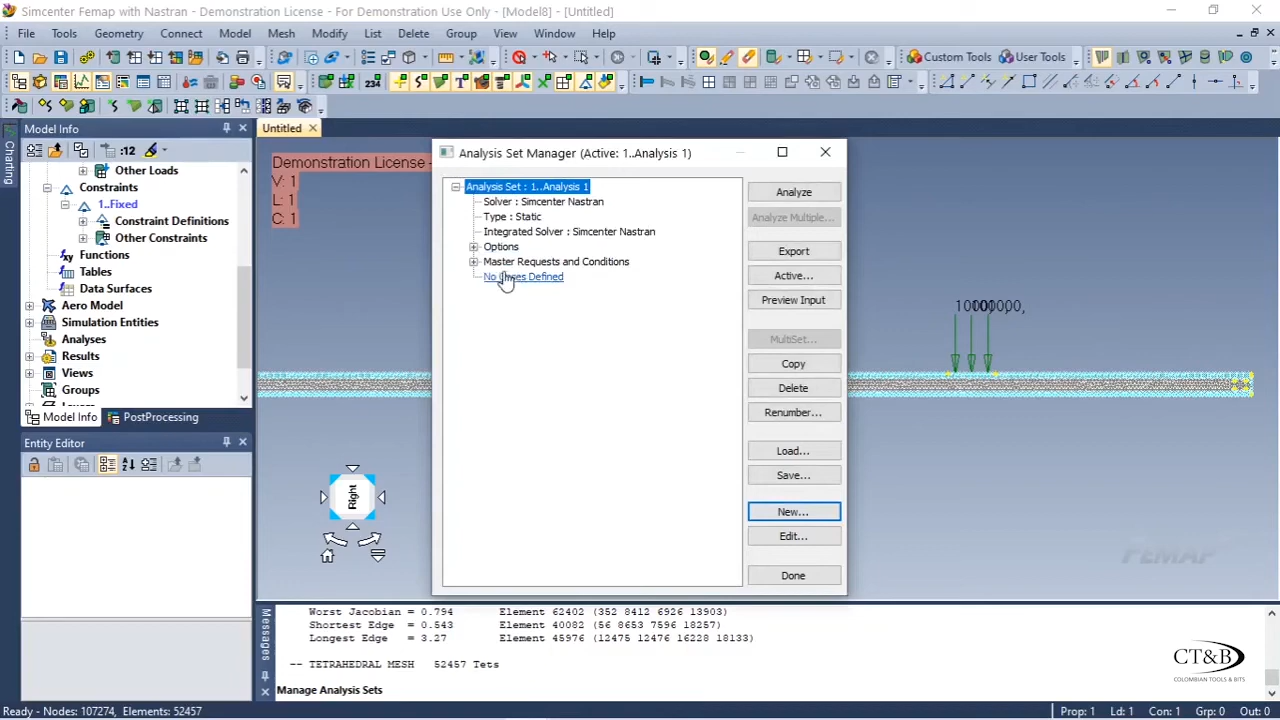 Simcenter Femap with Nastran - Demonstration License - For Demonstration Use Only - [Model8] - [Untitled]
File Tools Geometry Connect Model Mesh Modify List Delete Group View Window Help
Custom Tools User Tools
234
Model Info
Untitled
:12
Charting
Other Loads
Constraints
1..Fixed
Constraint Definitions
Other Constraints
Functions
Tables
Data Surfaces
Aero Model
Simulation Entities
Analyses
Results
Views
Groups
Model Info PostProcessing
Entity Editor
Demonstration License -
V: 1
L: 1
C: 1
Analysis Set Manager (Active: 1..Analysis 1)
Analysis Set : 1..Analysis 1
Solver : Simcenter Nastran
Type : Static
Integrated Solver : Simcenter Nastran
Options
Master Requests and Conditions
No Cases Defined
Analyze
Analyze Multiple...
Export
Active...
Preview Input
MultiSet...
Copy
Delete
Renumber...
Load...
Save...
New...
Edit...
Done
Right
FEMAP
Messages
Worst Jacobian = 0.794 Element 62402 (352 8412 6926 13903)
Shortest Edge = 0.543 Element 40082 (56 8653 7596 18257)
Longest Edge = 3.27 Element 45976 (12475 12476 16228 18133)
-- TETRAHEDRAL MESH 52457 Tets
Manage Analysis Sets
CT&B
COLOMBIAN TOOLS & BITS
Ready - Nodes: 107274, Elements: 52457
Prop: 1 Ld: 1 Con: 1 Grp: 0 Out: 0